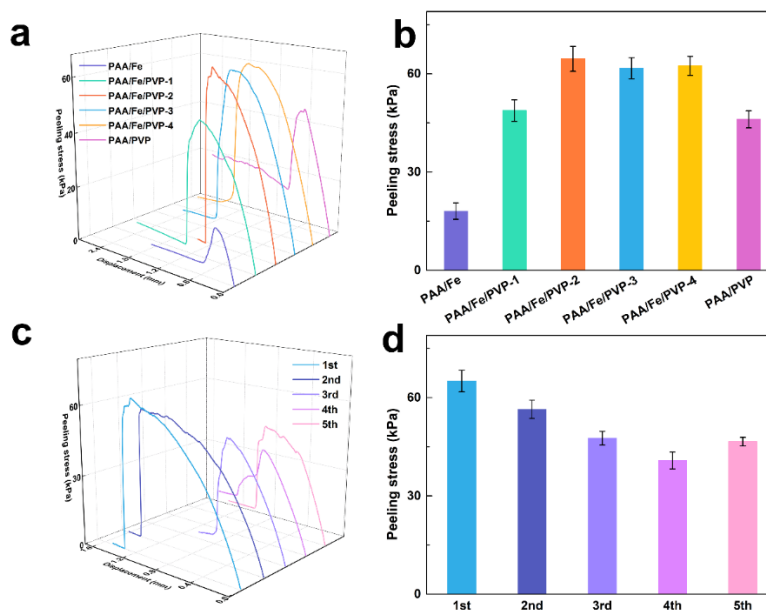 a
PAA/Fe
PAA/Fe/PVP-1
PAA/Fe/PVP-2
PAA/Fe/PVP-3
PAA/Fe/PVP-4
PAA/PVP
Peeling stress (kPa)
60
40
20
0
Displacement (mm)
0.0
b
Peeling stress (kPa)
60
30
0
PAA/Fe
PAA/Fe/PVP-1
PAA/Fe/PVP-2
PAA/Fe/PVP-3
PAA/Fe/PVP-4
PAA/PVP
c
1st
2nd
3rd
4th
5th
Peeling stress (kPa)
60
30
0
Displacement (mm)
d
Peeling stress (kPa)
60
30
0
1st
2nd
3rd
4th
5th